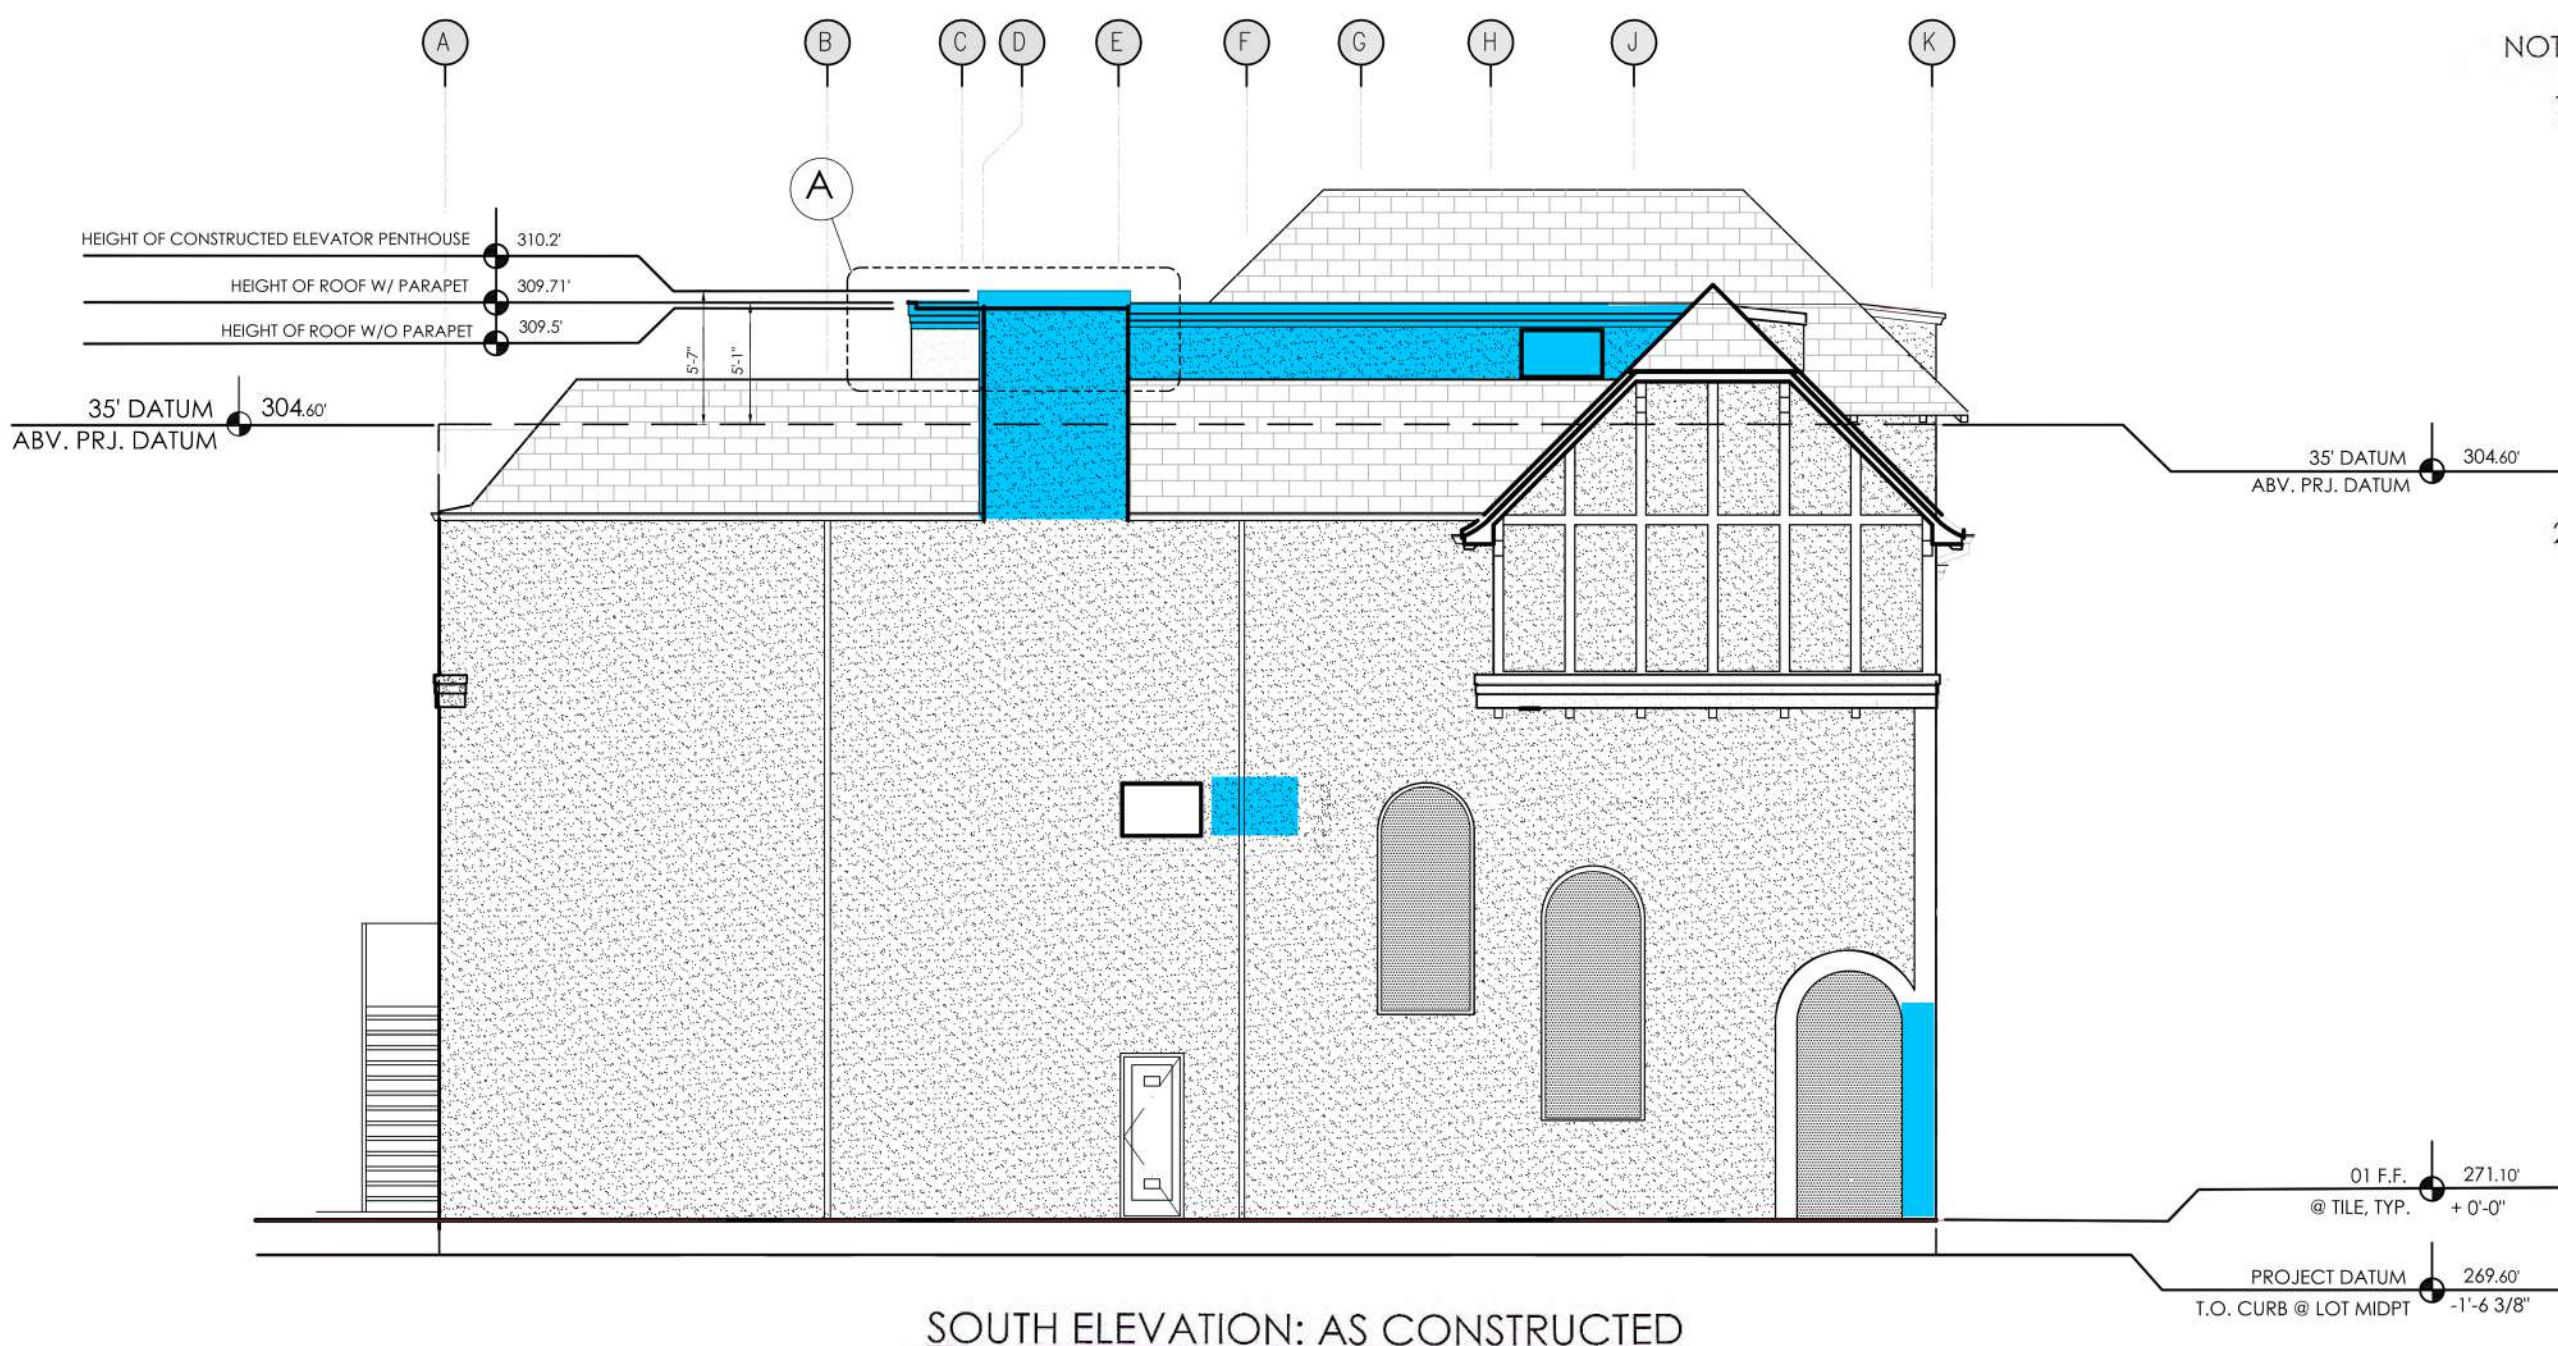 A B C D E F G H J K
NOT
A
HEIGHT OF CONSTRUCTED ELEVATOR PENTHOUSE 310.2'
HEIGHT OF ROOF W/ PARAPET 309.71'
HEIGHT OF ROOF W/O PARAPET 309.5'
5'-7"
5'-1"
35' DATUM 304.60'
ABV. PRJ. DATUM
35' DATUM 304.60'
ABV. PRJ. DATUM
01 F.F. 271.10'
@ TILE, TYP. + 0'-0"
PROJECT DATUM 269.60'
T.O. CURB @ LOT MIDPT -1'-6 3/8"
SOUTH ELEVATION: AS CONSTRUCTED